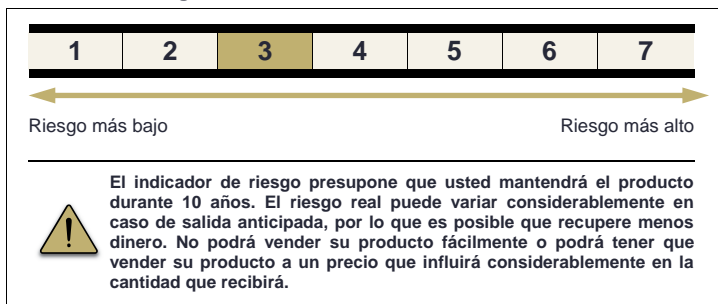 1 2 3 4 5 6 7
Riesgo más bajo Riesgo más alto
El indicador de riesgo presupone que usted mantendrá el producto
durante 10 años. El riesgo real puede variar considerablemente en
caso de salida anticipada, por lo que es posible que recupere menos
dinero. No podrá vender su producto fácilmente o podrá tener que
vender su producto a un precio que influirá considerablemente en la
cantidad que recibirá.